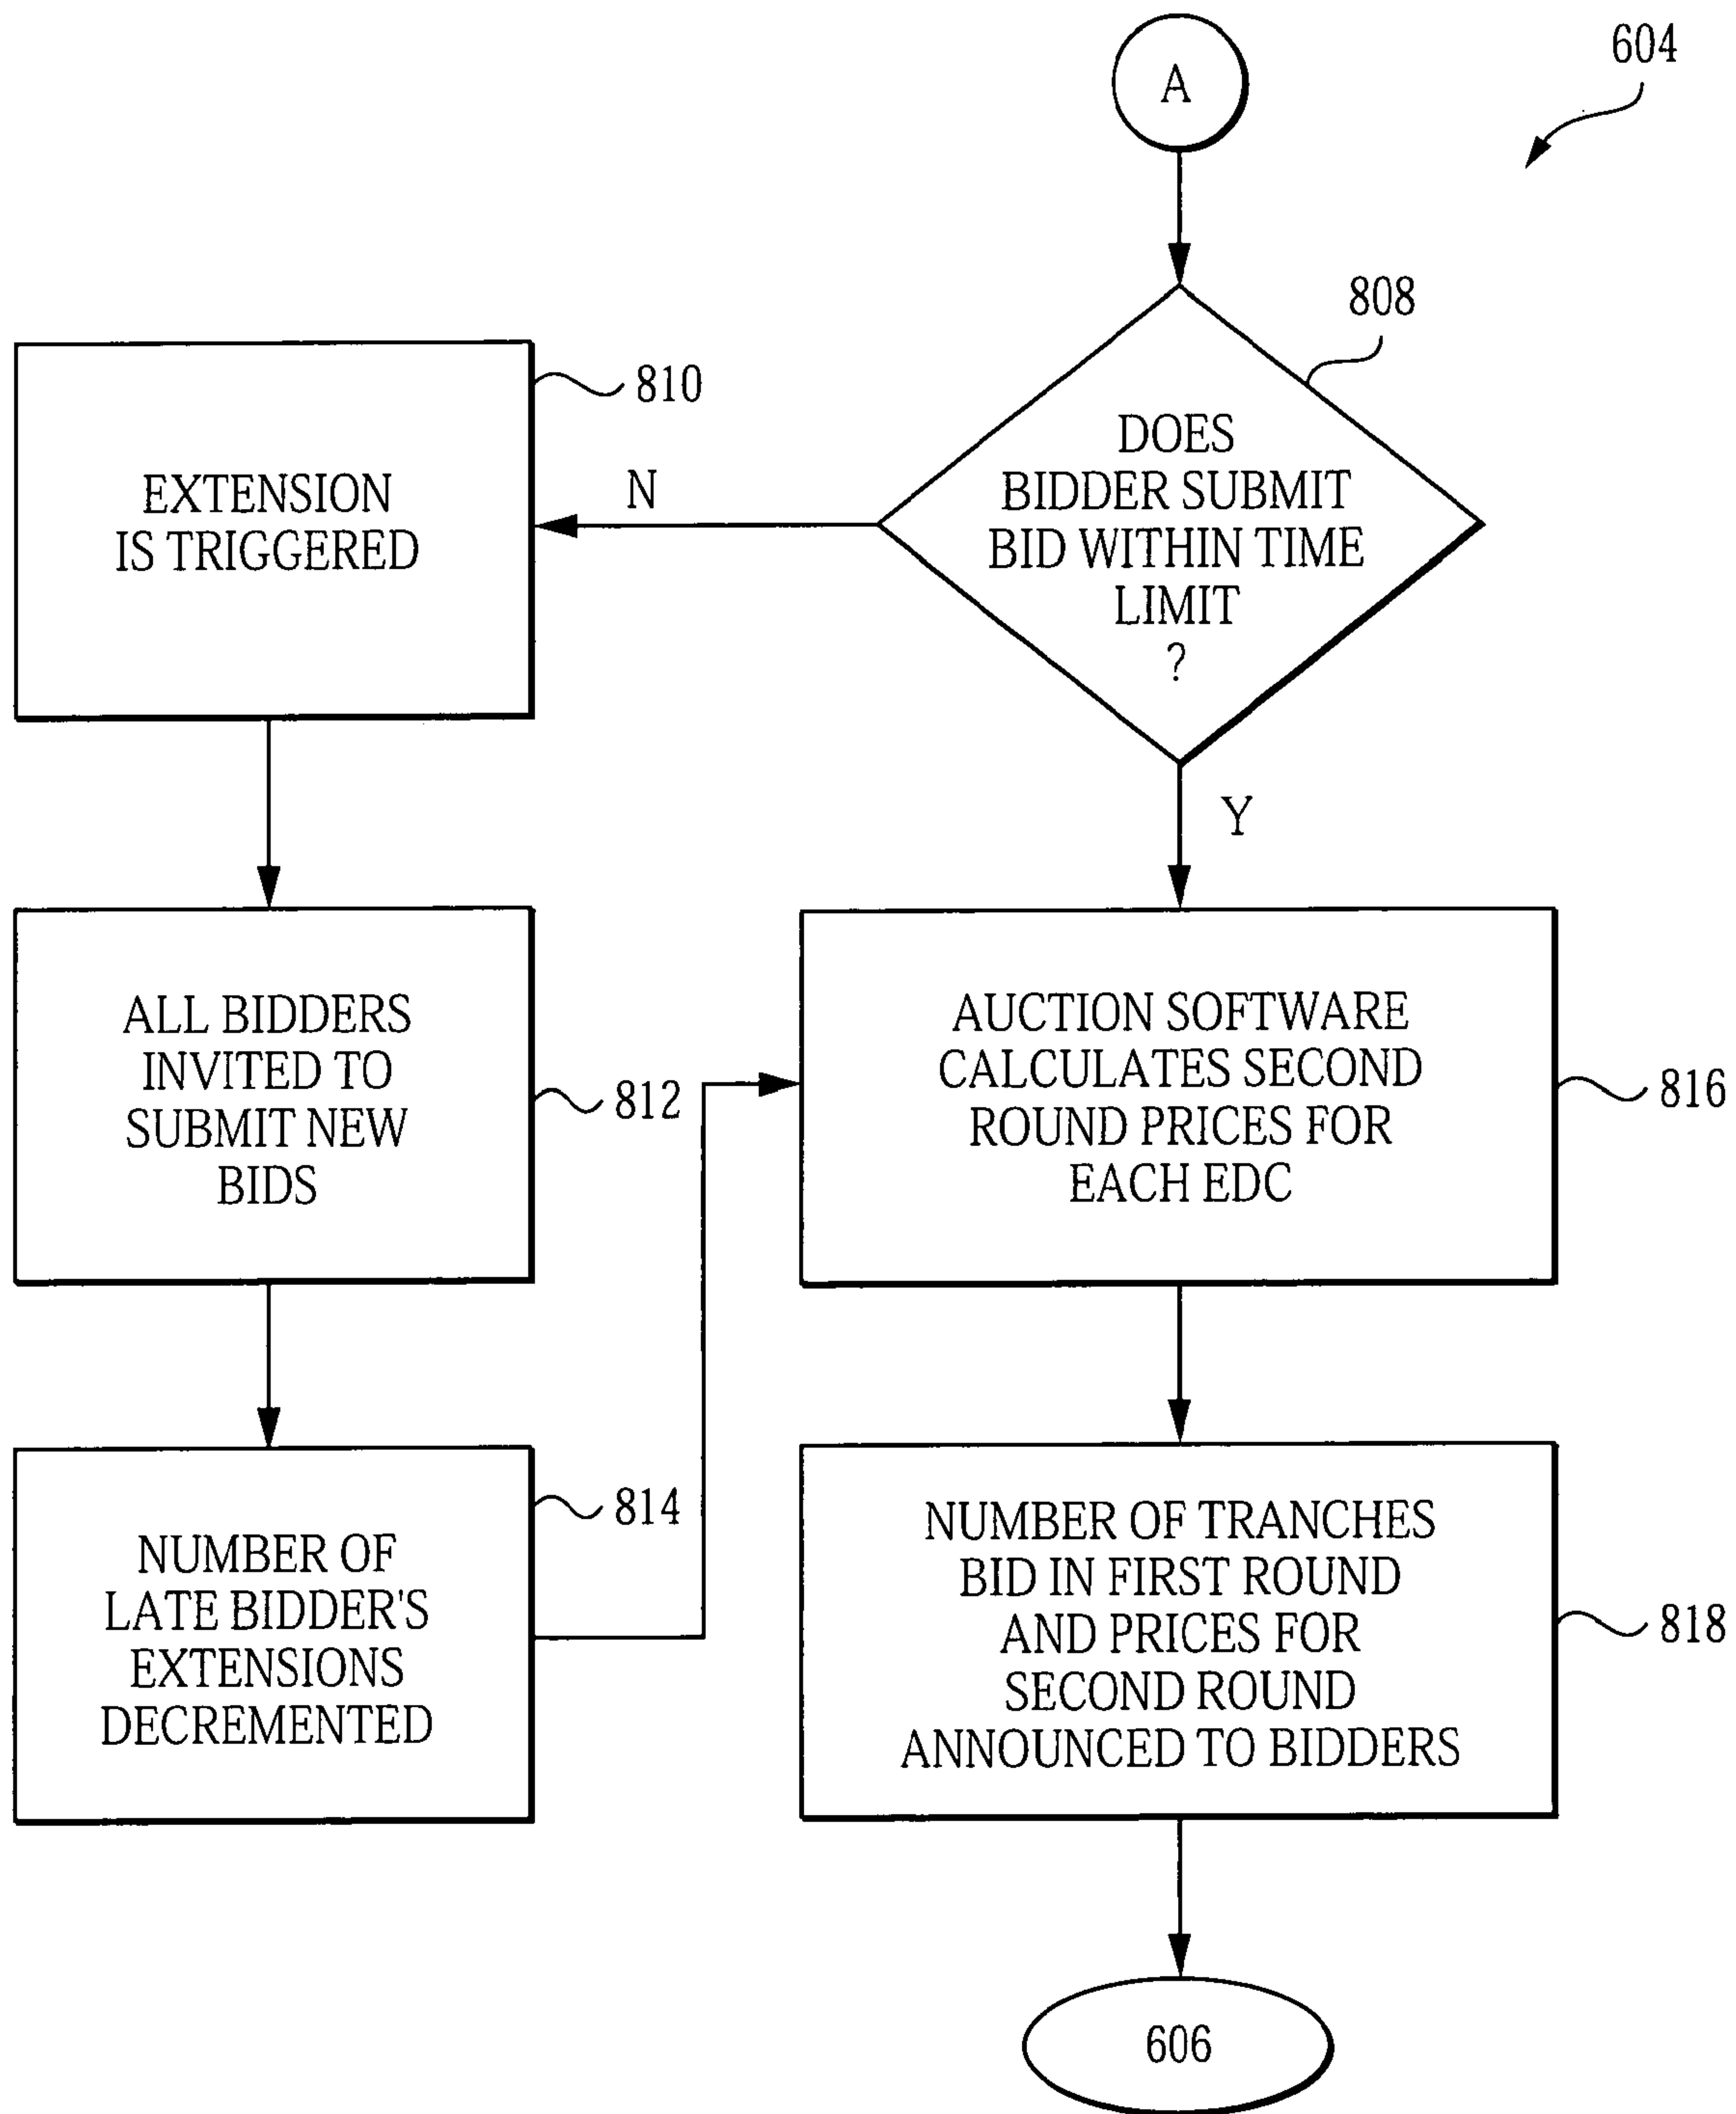 A
604
808
DOES
BIDDER SUBMIT
BID WITHIN TIME
LIMIT
?
N
Y
810
EXTENSION
IS TRIGGERED
ALL BIDDERS
INVITED TO
SUBMIT NEW
BIDS
812
NUMBER OF
LATE BIDDER'S
EXTENSIONS
DECREMENTED
814
AUCTION SOFTWARE
CALCULATES SECOND
ROUND PRICES FOR
EACH EDC
816
NUMBER OF TRANCHES
BID IN FIRST ROUND
AND PRICES FOR
SECOND ROUND
ANNOUNCED TO BIDDERS
818
606